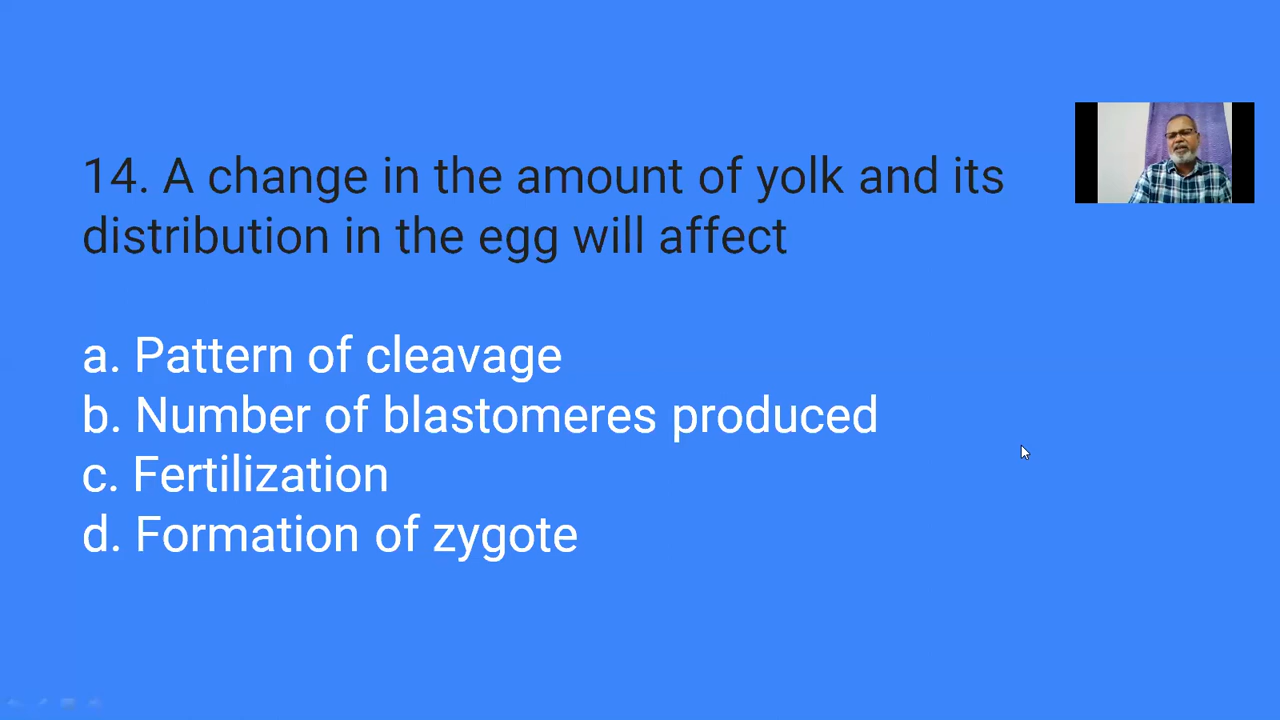 14. A change in the amount of yolk and its
distribution in the egg will affect
a. Pattern of cleavage
b. Number of blastomeres produced
c. Fertilization
d. Formation of zygote